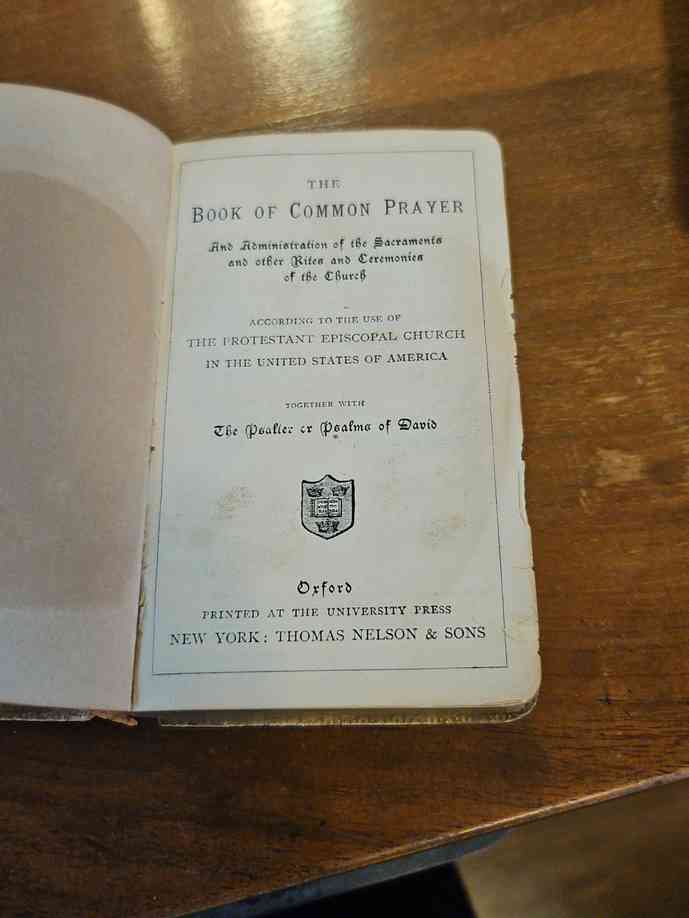 THE
BOOK OF COMMON PRAYER
And Administration of the Sacraments
and other Rites and Ceremonies
of the Church
ACCORDING TO THE USE OF
THE PROTESTANT EPISCOPAL CHURCH
IN THE UNITED STATES OF AMERICA
TOGETHER WITH
The Psalter or Psalms of David
Oxford
PRINTED AT THE UNIVERSITY PRESS
NEW YORK: THOMAS NELSON & SONS